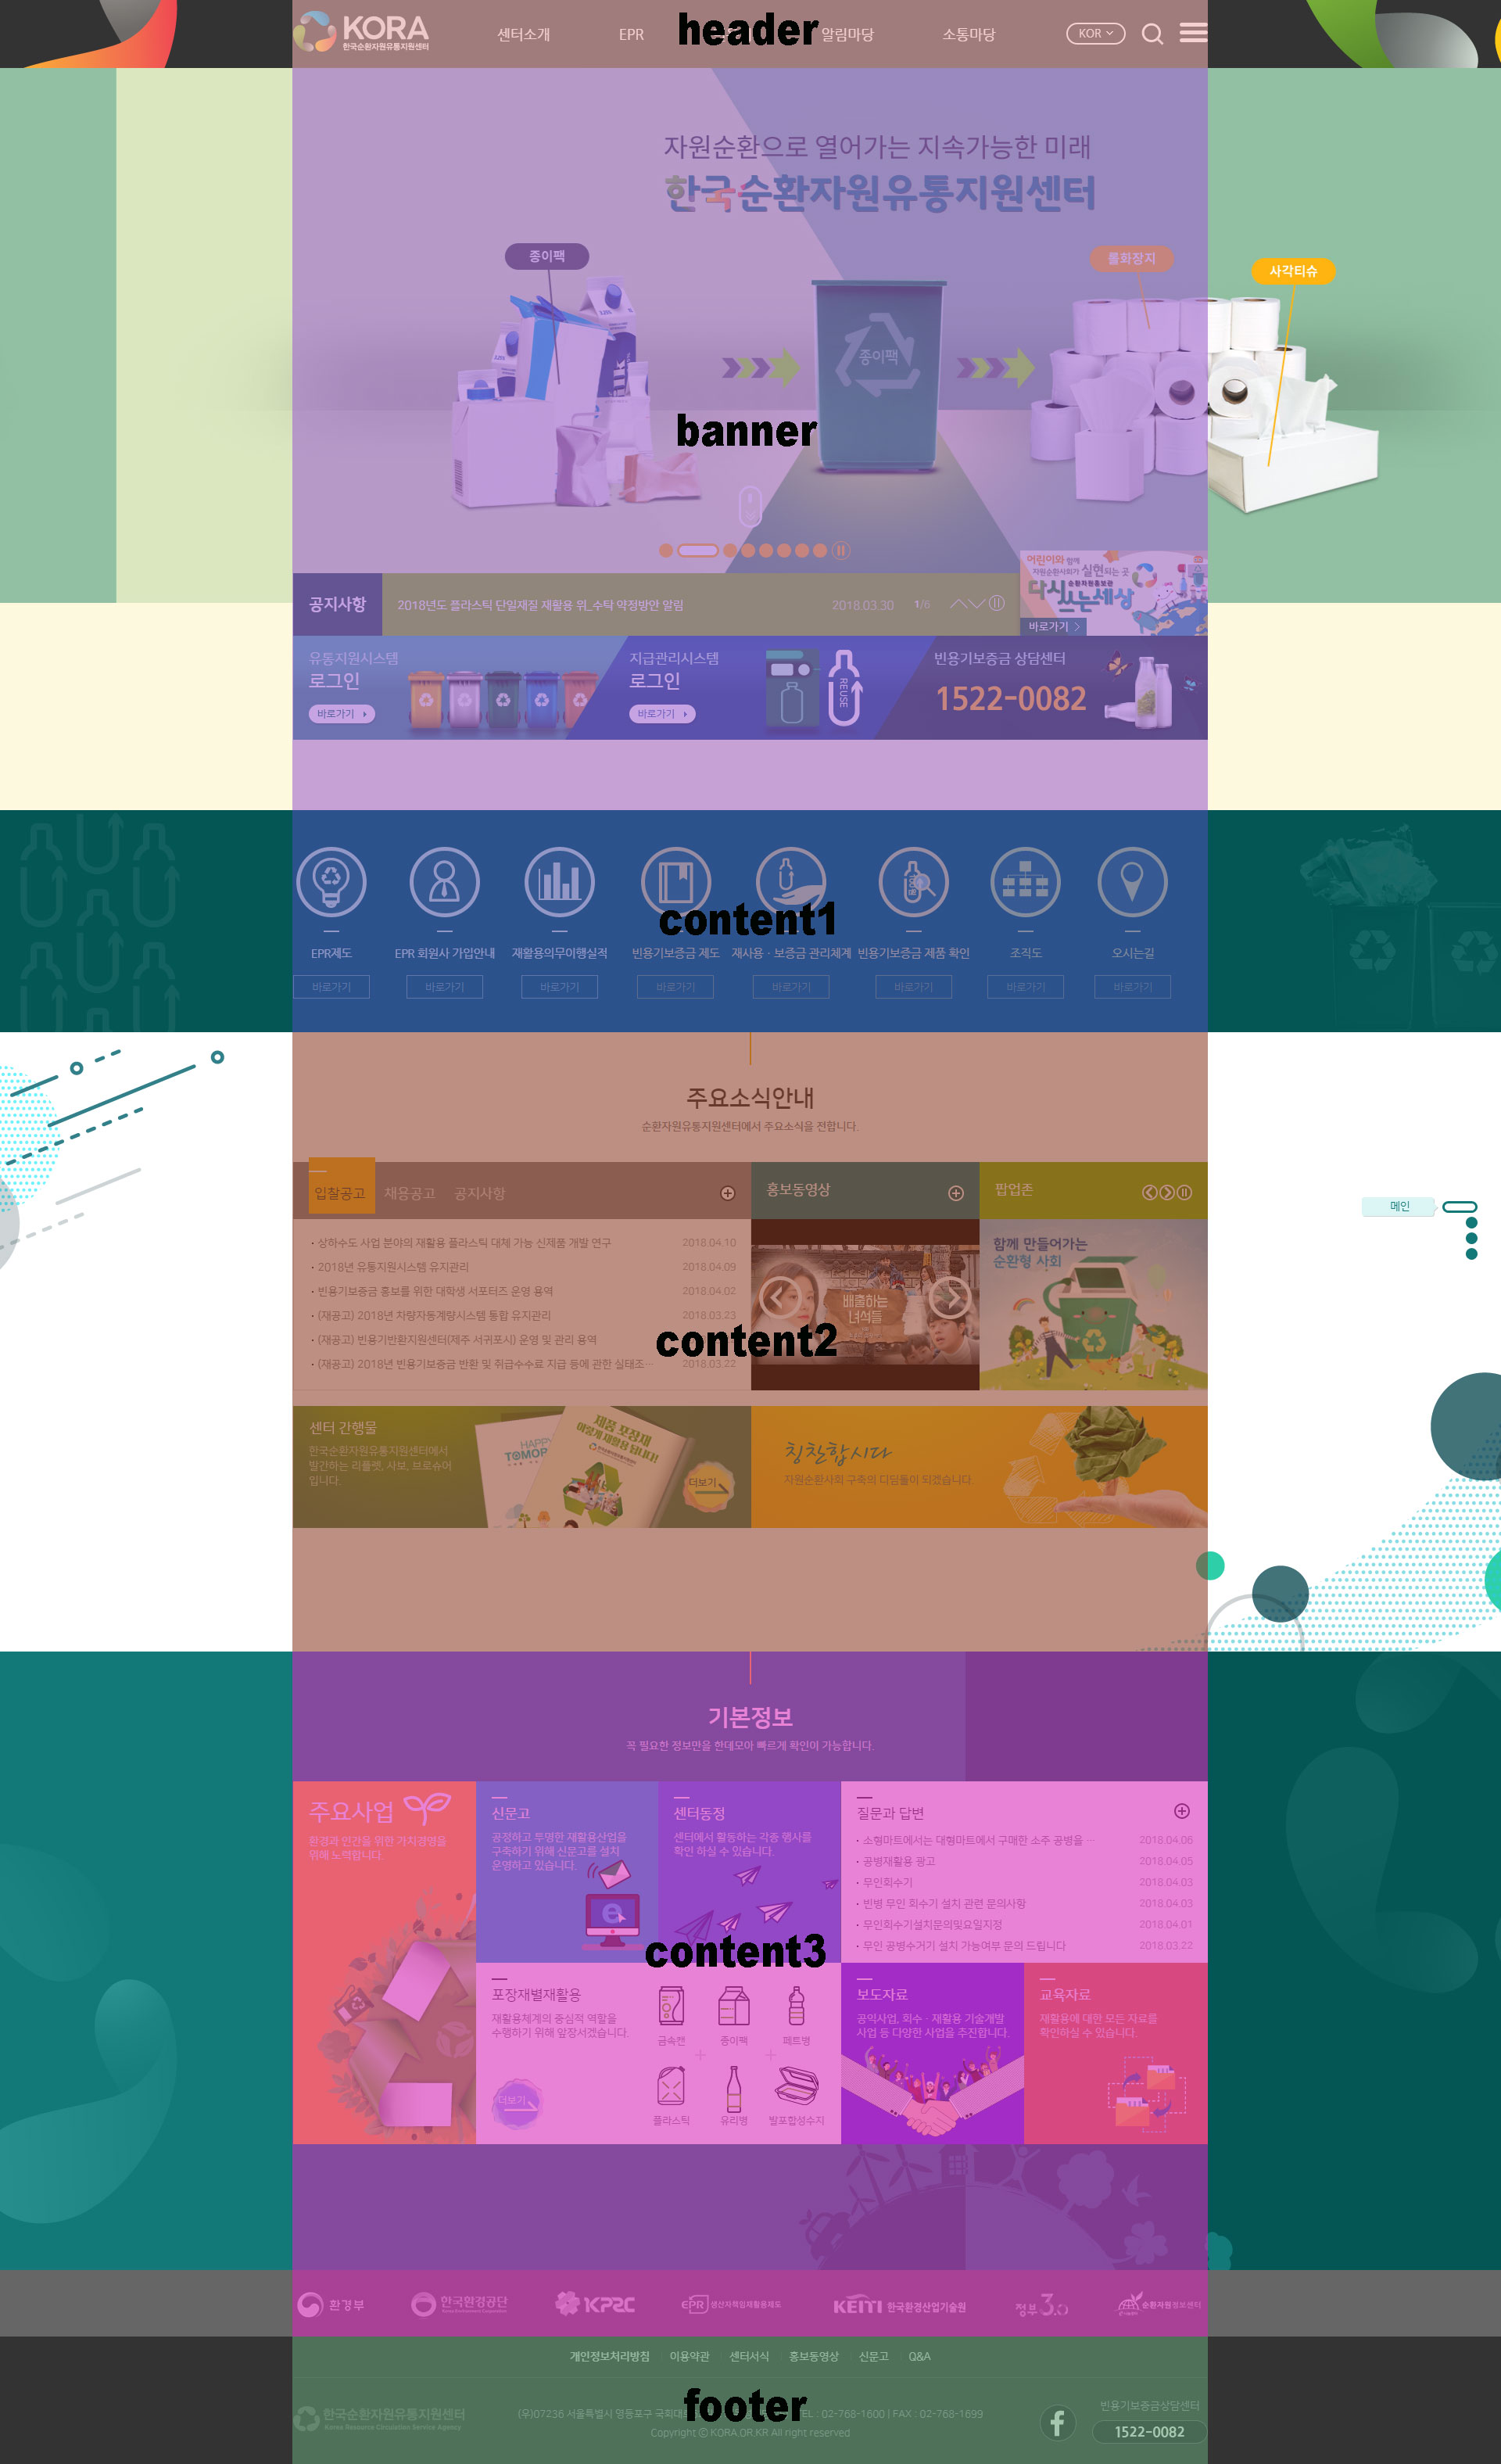 KORA
한국순환자원유통지원센터
센터소개
EPR
header
알림마당
소통마당
KOR
자원순환으로 열어가는 지속가능한 미래
한국순환자원유통지원센터
종이팩
롤화장지
사각티슈
종이팩
milk
banner
공지사항
2018년도 플라스틱 단일재질 재활용 위_수탁 약정방안 알림
2018.03.30
1/6
어린이와 함께
자원순환사회가 실현되는 곳
순환자원홍보관
다시쓰는세상
바로가기
유통지원시스템
로그인
바로가기
지급관리시스템
로그인
바로가기
REUSE
빈용기보증금 상담센터
1522-0082
content1
EPR제도
EPR 회원사 가입안내
재활용의무이행실적
빈용기보증금 제도
재사용 · 보증금 관리체계
빈용기보증금 제품 확인
조직도
오시는길
바로가기
바로가기
바로가기
바로가기
바로가기
바로가기
바로가기
바로가기
주요소식안내
순환자원유통지원센터에서 주요소식을 전합니다.
입찰공고
채용공고
공지사항
홍보동영상
팝업존
메인
· 상하수도 사업 분야의 재활용 플라스틱 대체 가능 신제품 개발 연구 2018.04.10
· 2018년 유통지원시스템 유지관리 2018.04.09
· 빈용기보증금 홍보를 위한 대학생 서포터즈 운영 용역 2018.04.02
· (재공고) 2018년 차량자동계량시스템 통합 유지관리 2018.03.23
· (재공고) 빈용기반환지원센터(제주 서귀포시) 운영 및 관리 용역
· (재공고) 2018년 빈용기보증금 반환 및 취급수수료 지급 등에 관한 실태조… 2018.03.22
배출하는
녀석들
함께 만들어가는
순환형 사회
content2
센터 간행물
한국순환자원유통지원센터에서
발간하는 리플렛, 사보, 브로슈어
입니다.
HAPPY
TOMOR
제품 포장재
이렇게 재활용 됩니다!
더보기
칭찬합시다
자원순환사회 구축의 디딤돌이 되겠습니다.
기본정보
꼭 필요한 정보만을 한데모아 빠르게 확인이 가능합니다.
주요사업
환경과 인간을 위한 가치경영을
위해 노력합니다.
신문고
공정하고 투명한 재활용산업을
구축하기 위해 신문고를 설치
운영하고 있습니다.
센터동정
센터에서 활동하는 각종 행사를
확인 하실 수 있습니다.
질문과 답변
· 소형마트에서는 대형마트에서 구매한 소주 공병을 … 2018.04.06
· 공병재활용 광고 2018.04.05
· 무인회수기 2018.04.03
· 빈병 무인 회수기 설치 관련 문의사항 2018.04.03
· 무인회수기설치문의및요일지정 2018.04.01
· 무인 공병수거기 설치 가능여부 문의 드립니다 2018.03.22
content3
포장재별재활용
재활용체계의 중심적 역할을
수행하기 위해 앞장서겠습니다.
더보기
금속캔
종이팩
페트병
플라스틱
유리병
발포합성수지
보도자료
공익사업, 회수 · 재활용 기술개발
사업 등 다양한 사업을 추진합니다.
교육자료
재활용에 대한 모든 자료를
확인하실 수 있습니다.
환경부
한국환경공단
KPRC
EPR 생산자책임재활용제도
KEITI 한국환경산업기술원
정부3.0
순환자원정보센터
개인정보처리방침
이용약관
센터서식
홍보동영상
신문고
Q&A
한국순환자원유통지원센터
Korea Resource Circulation Service Agency
(우)07236 서울특별시 영등포구 국회대로
TEL : 02-768-1600 | FAX : 02-768-1699
footer
Copyright ⓒ KORA.OR.KR All right reserved
빈용기보증금상담센터
1522-0082